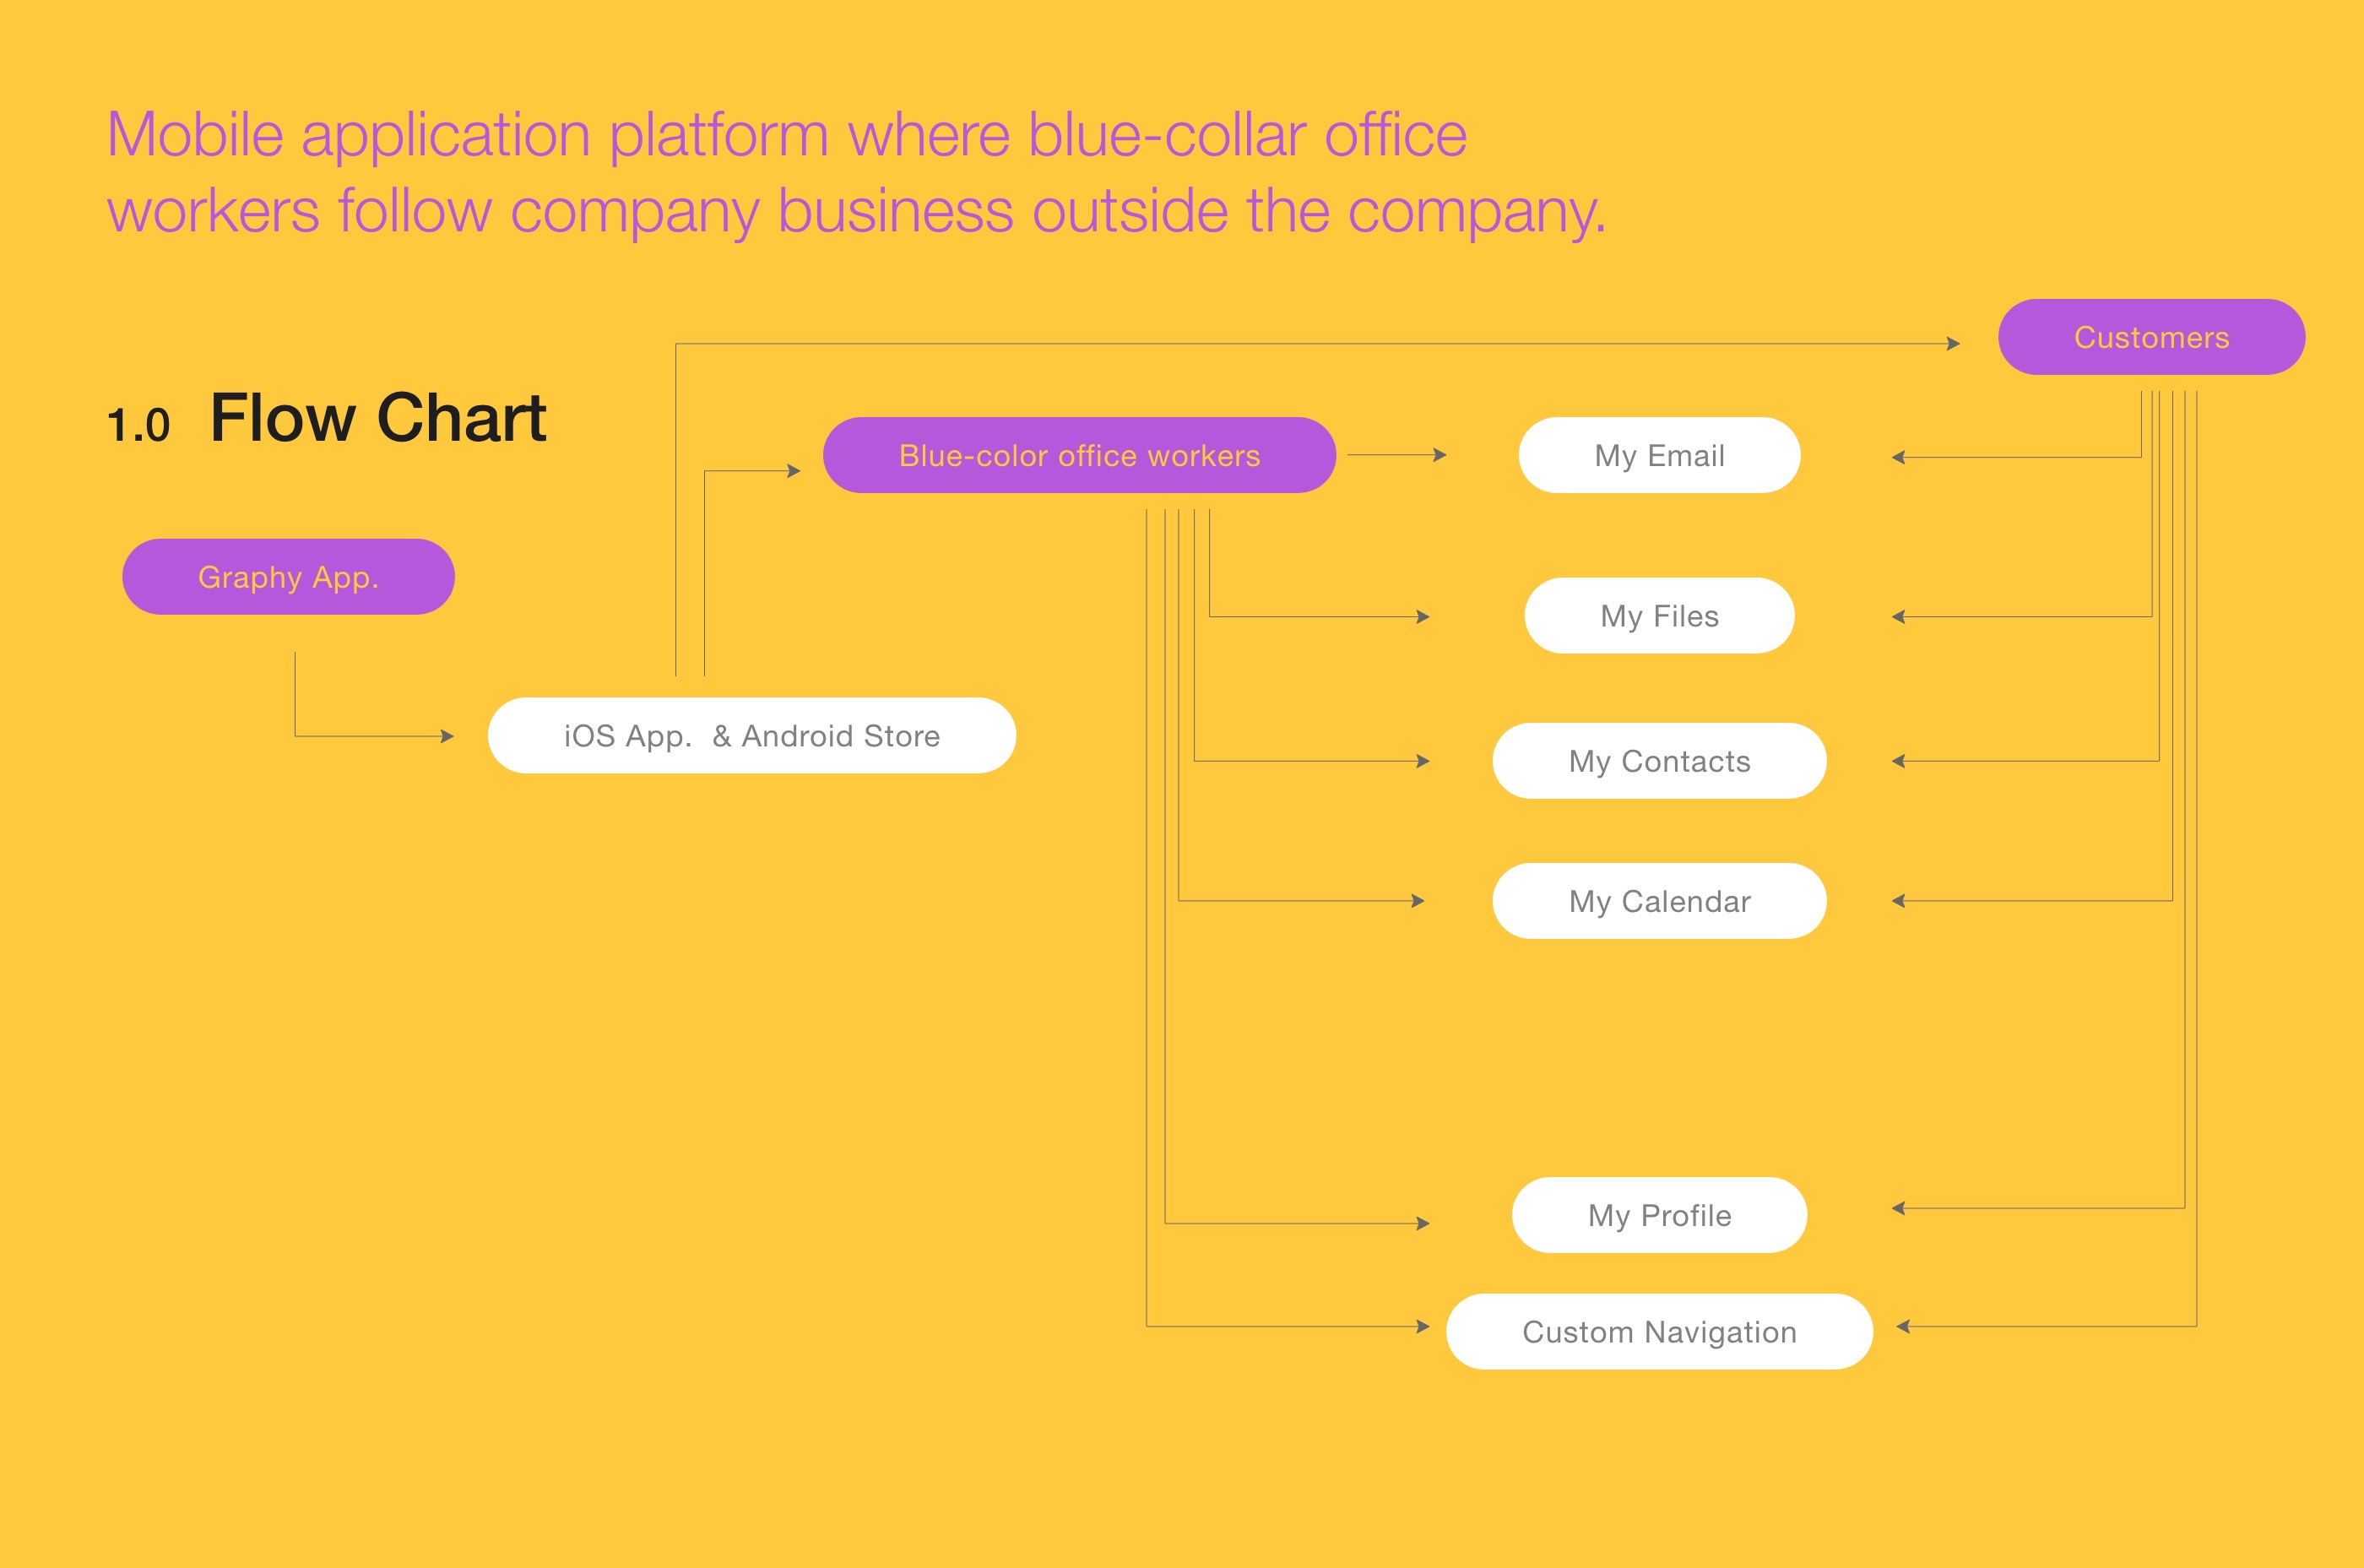 Mobile application platform where blue-collar office
workers follow company business outside the company.
Customers
1.0 Flow Chart
Blue-color office workers
My Email
Graphy App.
My Files
iOS App. & Android Store
My Contacts
My Calendar
My Profile
Custom Navigation